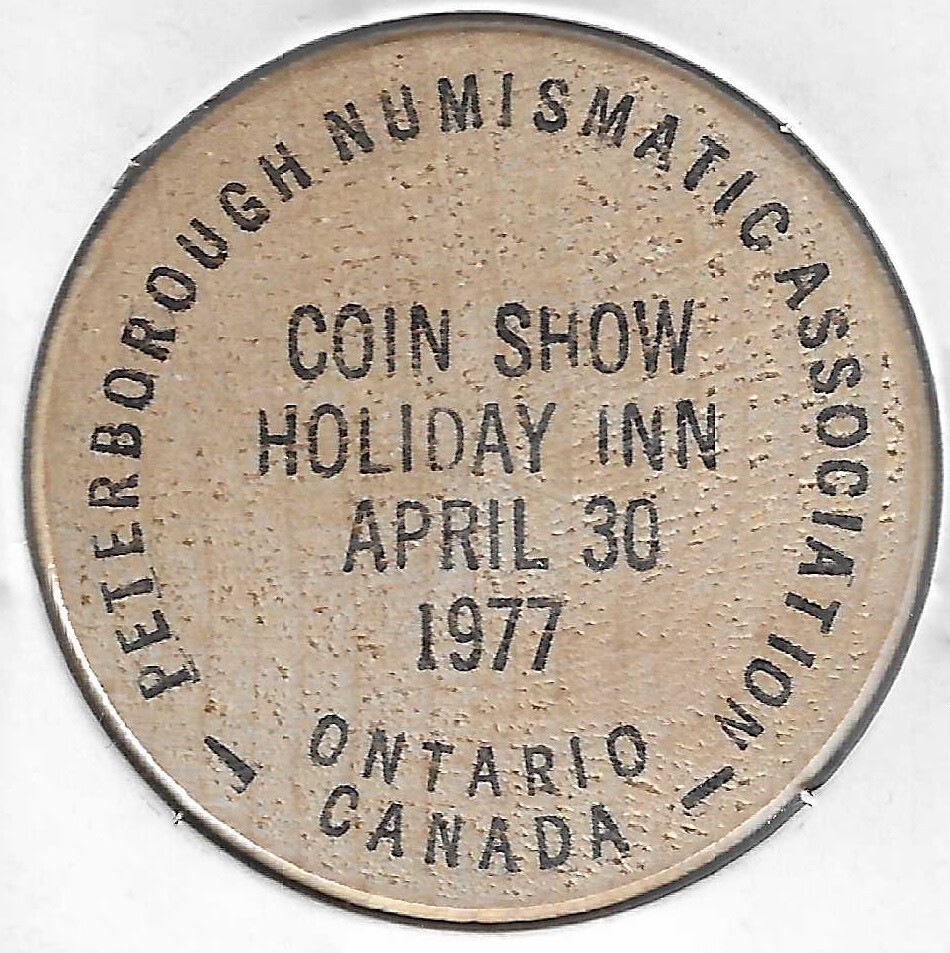 PETERBOROUGH NUMISMATIC ASSOCIATION
COIN SHOW
HOLIDAY INN
APRIL 30
1977
ONTARIO
CANADA